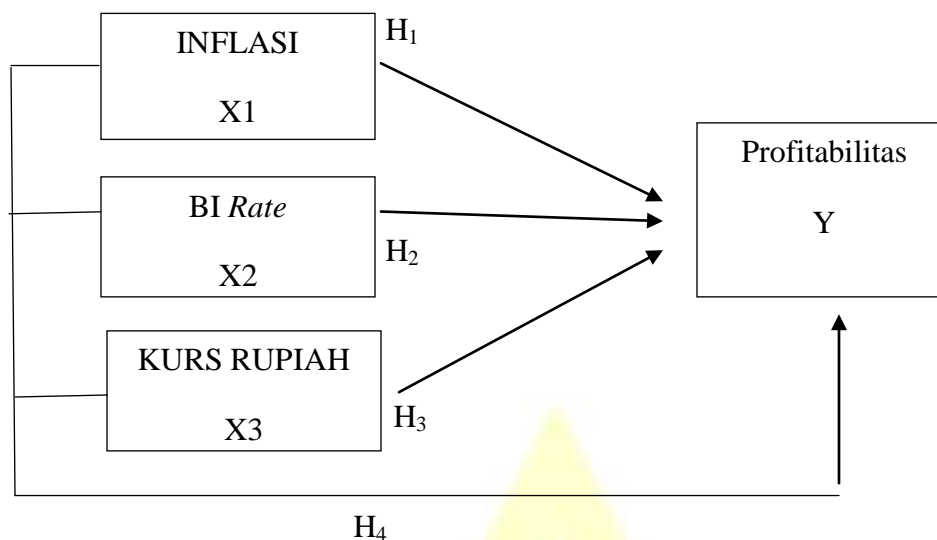 INFLASI
X1
H₁
BI Rate
X2
H₂
KURS RUPIAH
X3
H₃
Profitabilitas
Y
H₄